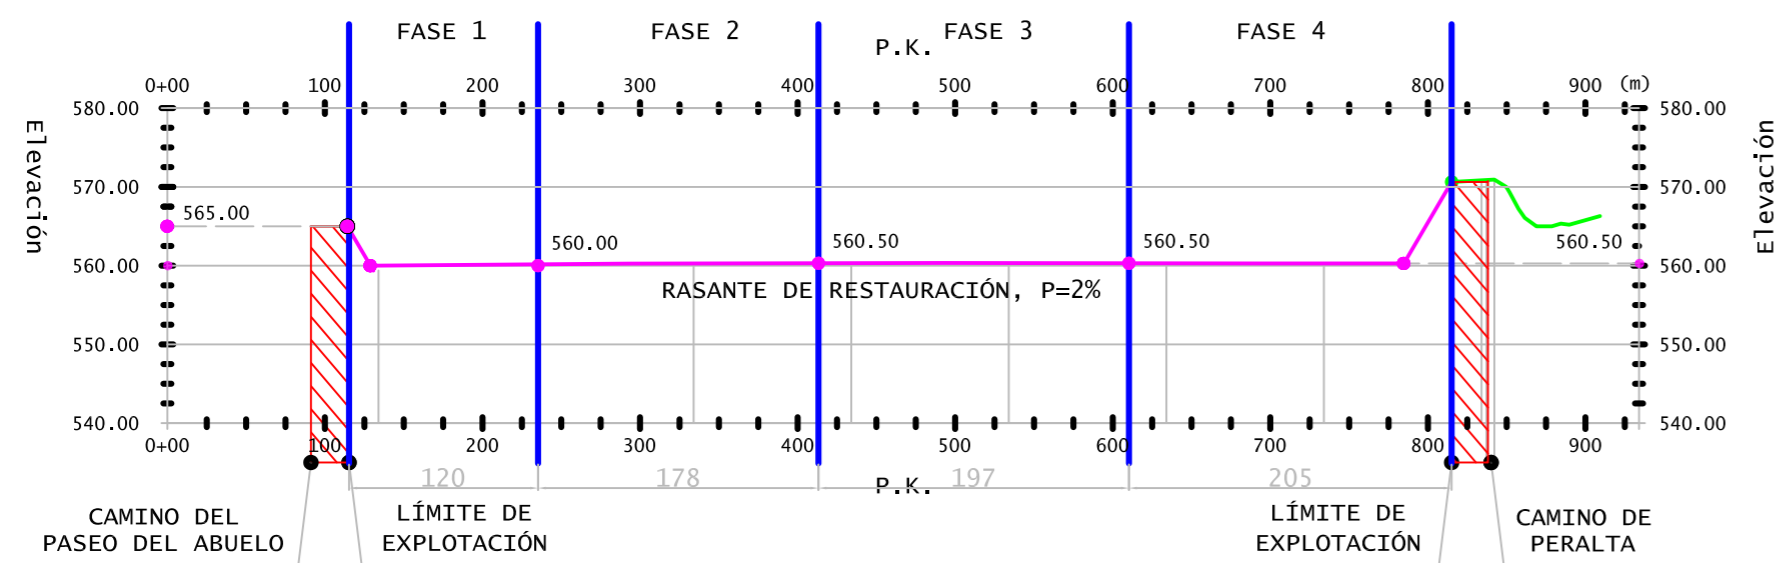 FASE 1 FASE 2 FASE 3 FASE 4
P.K.
0+00 100 200 300 400 500 600 700 800 900 (m)
580.00 580.00
Elevación
Elevación
570.00 570.00
565.00
560.00 560.50 560.50 560.50
560.00 560.00
RASANTE DE RESTAURACIÓN, P=2%
550.00 550.00
540.00 540.00
0+00 100 200 300 400 500 600 700 800 900
120 178 197 205
P.K.
CAMINO DEL
PASEO DEL ABUELO
LÍMITE DE
EXPLOTACIÓN
LÍMITE DE
EXPLOTACIÓN
CAMINO DE
PERALTA